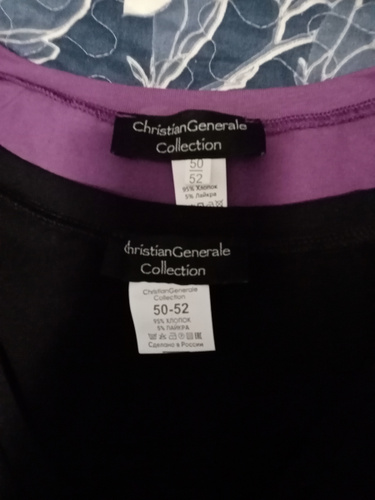 ChristianGenerale
Collection
50
52
95% Хлопок
5% Лайкра
ChristianGenerale
Collection
ChristianGenerale
Collection
50-52
95% ХЛОПОК
5% ЛАЙКРА
Сделано в России